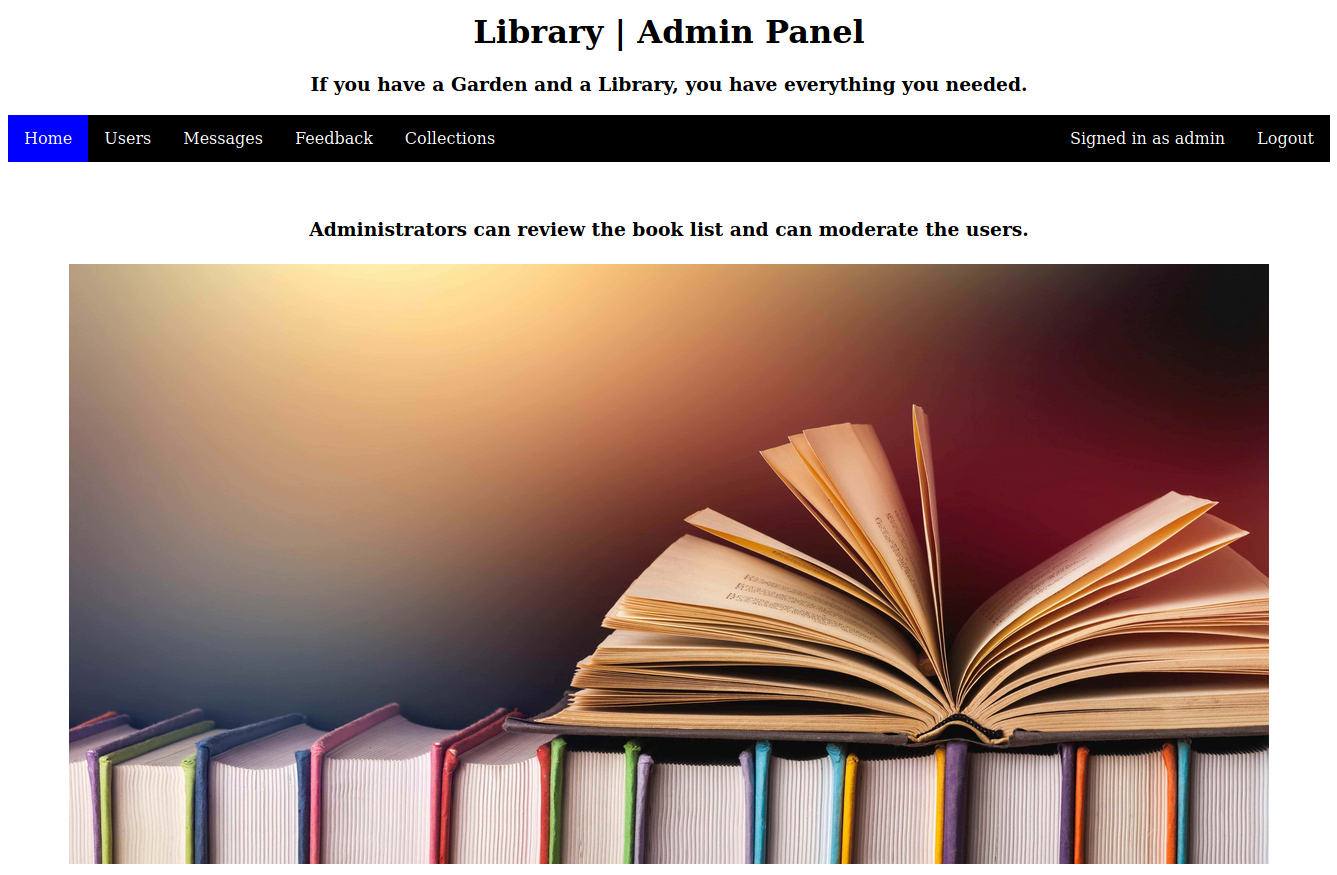 Library | Admin Panel
If you have a Garden and a Library, you have everything you needed.
Home Users Messages Feedback Collections Signed in as admin Logout
Administrators can review the book list and can moderate the users.